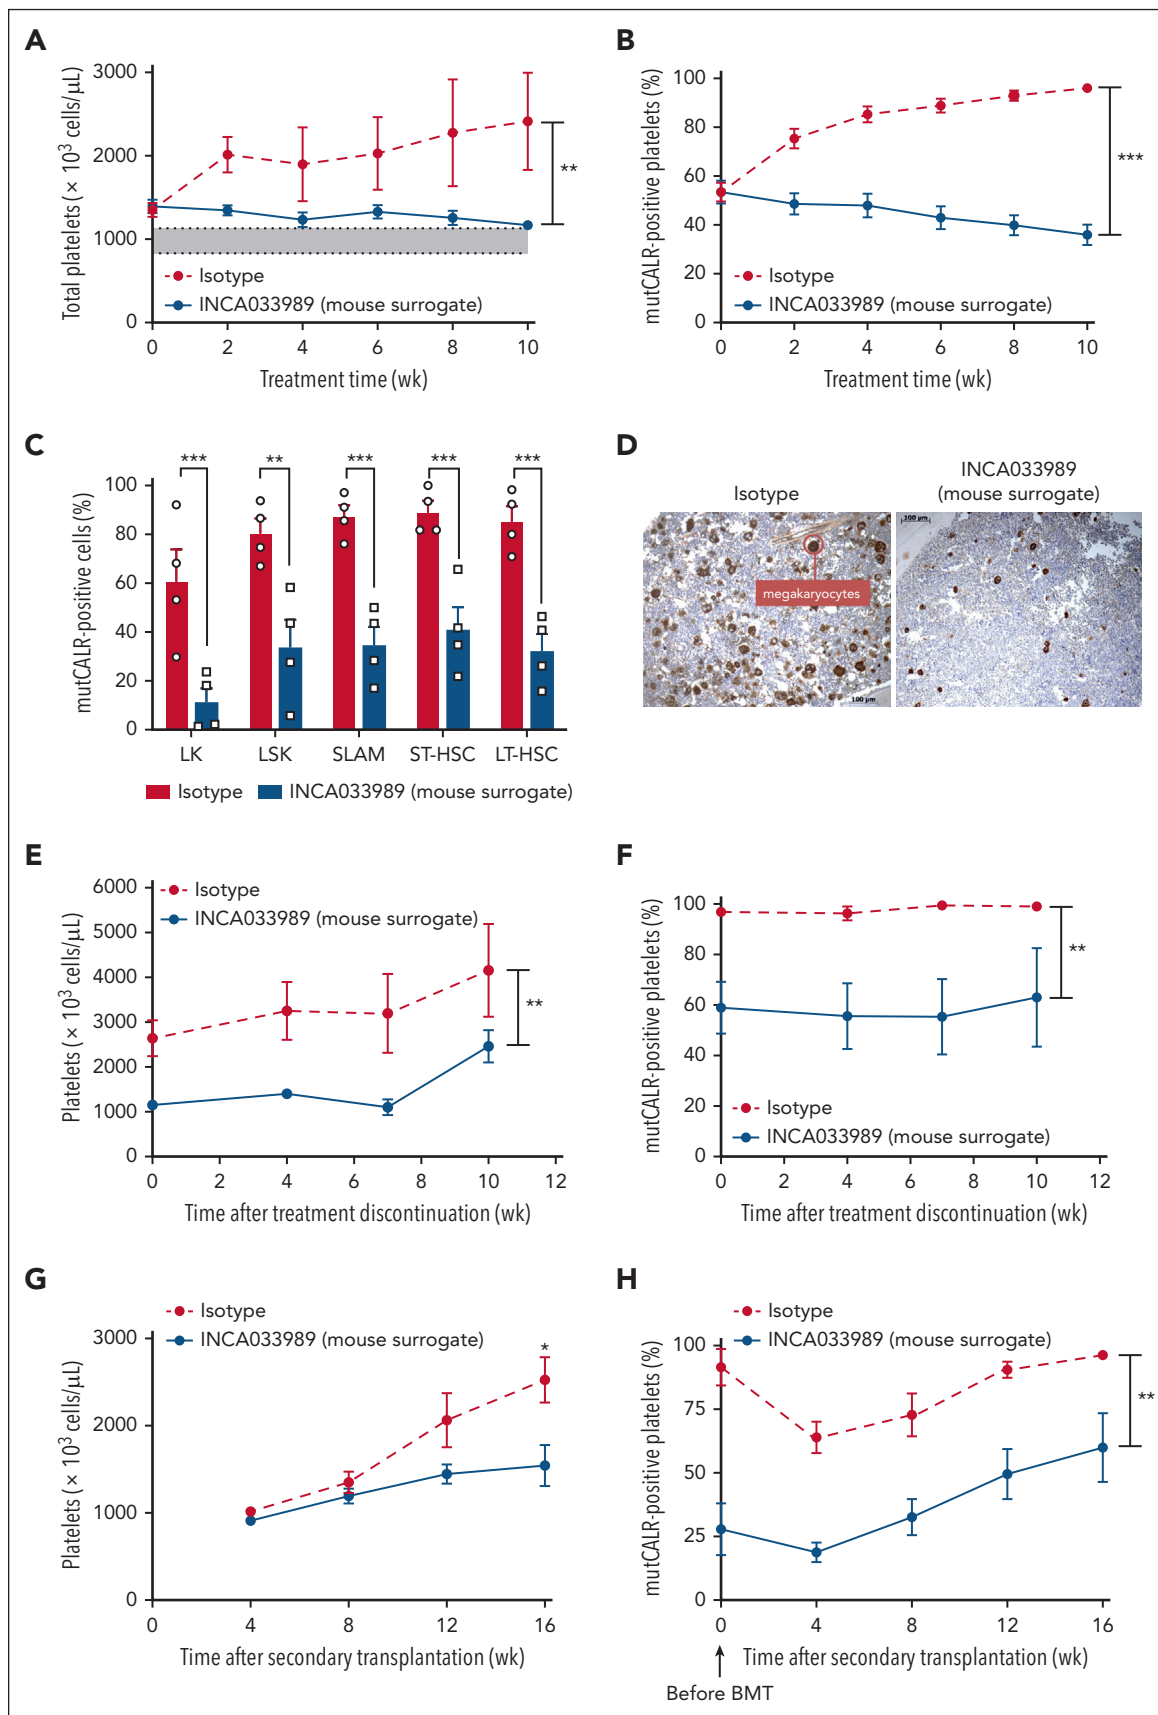 A
Total platelets (× 10³ cells/μL)
3000
2000
1000
0
**
Isotype
INCA033989 (mouse surrogate)
0 2 4 6 8 10
Treatment time (wk)
B
mutCALR-positive platelets (%)
100
80
60
40
20
0
***
Isotype
INCA033989 (mouse surrogate)
0 2 4 6 8 10
Treatment time (wk)
C
mutCALR-positive cells (%)
*** ** *** *** ***
100
80
60
40
20
0
LK LSK SLAM ST-HSC LT-HSC
Isotype INCA033989 (mouse surrogate)
D
Isotype
megakaryocytes
100 μm
INCA033989
(mouse surrogate)
100 μm
E
Platelets (× 10³ cells/μL)
6000
5000
4000
3000
2000
1000
0
Isotype
INCA033989 (mouse surrogate)
**
0 2 4 6 8 10 12
Time after treatment discontinuation (wk)
F
mutCALR-positive platelets (%)
100
80
60
40
60
0
**
Isotype
INCA033989 (mouse surrogate)
0 2 4 6 8 10 12
Time after treatment discontinuation (wk)
G
Platelets (× 10³ cells/μL)
Isotype
INCA033989 (mouse surrogate)
3000
2000
1000
0
*
0 4 8 12 16
Time after secondary transplantation (wk)
H
mutCALR-positive platelets (%)
Isotype
INCA033989 (mouse surrogate)
100
75
50
25
0
**
0 4 8 12 16
Time after secondary transplantation (wk)
Before BMT